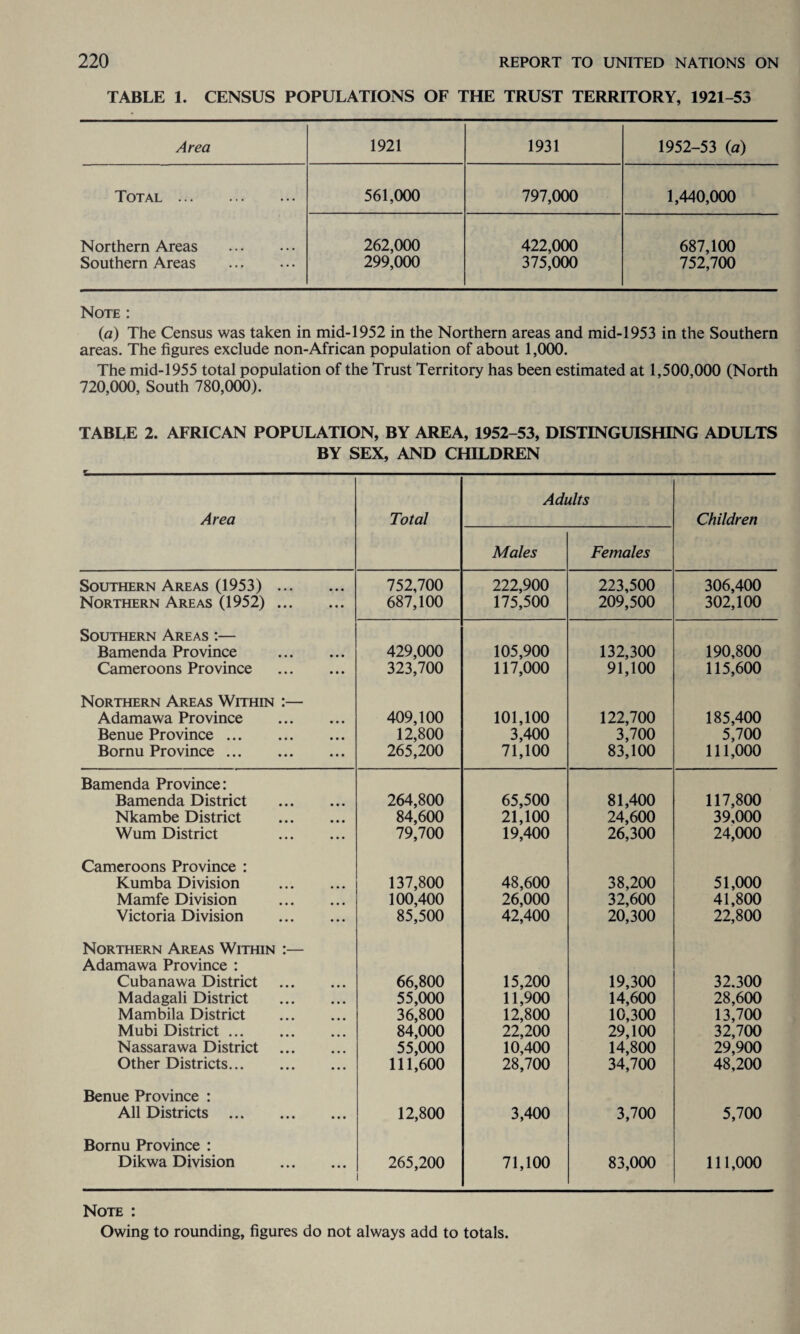 220 REPORT TO UNITED NATIONS ON
TABLE 1. CENSUS POPULATIONS OF THE TRUST TERRITORY, 1921-53
Area 1921 1931 1952-53 (a)
TOTAL ... ... ... 561,000 797,000 1,440,000
Northern Areas ... ... 262,000 422,000 687,100
Southern Areas ... ... 299,000 375,000 752,700
NOTE :
(a) The Census was taken in mid-1952 in the Northern areas and mid-1953 in the Southern
areas. The figures exclude non-African population of about 1,000.
The mid-1955 total population of the Trust Territory has been estimated at 1,500,000 (North
720,000, South 780,000).
TABLE 2. AFRICAN POPULATION, BY AREA, 1952-53, DISTINGUISHING ADULTS
BY SEX, AND CHILDREN
Area Total Adults Children
Males Females
SOUTHERN AREAS (1953) ... ... 752,700 222,900 223,500 306,400
NORTHERN AREAS (1952) ... ... 687,100 175,500 209,500 302,100
SOUTHERN AREAS :—
Bamenda Province ... ... 429,000 105,900 132,300 190,800
Cameroons Province ... ... 323,700 117,000 91,100 115,600
NORTHERN AREAS WITHIN :—
Adamawa Province ... ... 409,100 101,100 122,700 185,400
Benue Province ... ... ... 12,800 3,400 3,700 5,700
Bornu Province ... ... ... 265,200 71,100 83,100 111,000
Bamenda Province:
Bamenda District ... ... 264,800 65,500 81,400 117,800
Nkambe District ... ... 84,600 21,100 24,600 39,000
Wum District ... ... 79,700 19,400 26,300 24,000
Cameroons Province :
Kumba Division ... ... 137,800 48,600 38,200 51,000
Mamfe Division ... ... 100,400 26,000 32,600 41,800
Victoria Division ... ... 85,500 42,400 20,300 22,800
NORTHERN AREAS WITHIN :—
Adamawa Province :
Cubanawa District ... ... 66,800 15,200 19,300 32.300
Madagali District ... ... 55,000 11,900 14,600 28,600
Mambila District ... ... 36,800 12,800 10,300 13,700
Mubi District ... ... ... 84,000 22,200 29,100 32,700
Nassarawa District ... ... 55,000 10,400 14,800 29,900
Other Districts... ... ... 111,600 28,700 34,700 48,200
Benue Province :
All Districts ... ... ... 12,800 3,400 3,700 5,700
Bornu Province :
Dikwa Division ... ... 265,200 71,100 83,000 111,000
NOTE :
Owing to rounding, figures do not always add to totals.